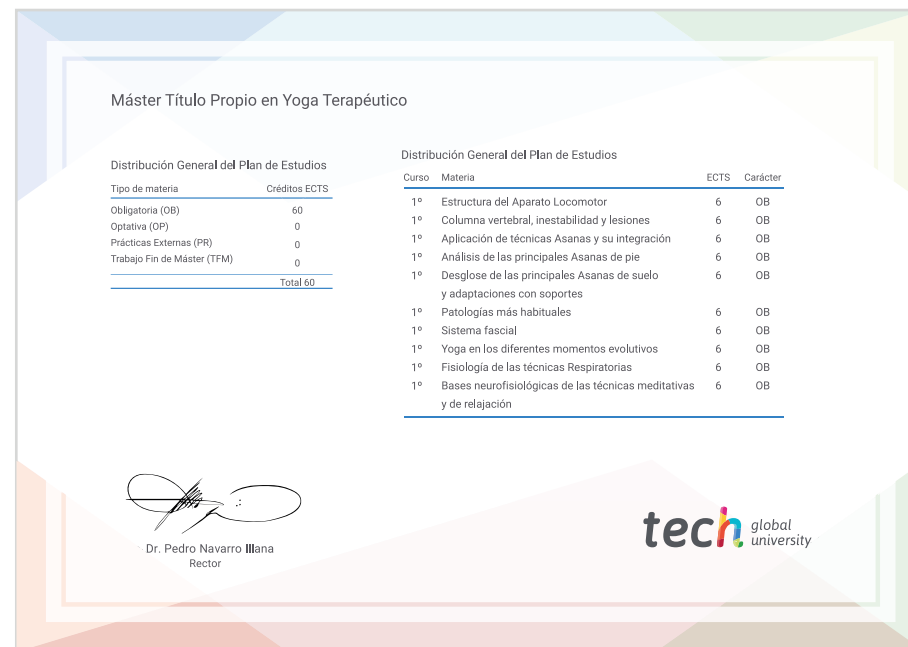 Máster Título Propio en Yoga Terapéutico
Distribución General del Plan de Estudios
Tipo de materia Créditos ECTS
Obligatoria (OB) 60
Optativa (OP) 0
Prácticas Externas (PR) 0
Trabajo Fin de Máster (TFM) 0
Total 60
Distribución General del Plan de Estudios
Curso Materia ECTS Carácter
1º Estructura del Aparato Locomotor 6 OB
1º Columna vertebral, inestabilidad y lesiones 6 OB
1º Aplicación de técnicas Asanas y su integración 6 OB
1º Análisis de las principales Asanas de pie 6 OB
1º Desglose de las principales Asanas de suelo 6 OB
y adaptaciones con soportes
1º Patologías más habituales 6 OB
1º Sistema fascial 6 OB
1º Yoga en los diferentes momentos evolutivos 6 OB
1º Fisiología de las técnicas Respiratorias 6 OB
1º Bases neurofisiológicas de las técnicas meditativas 6 OB
y de relajación
Dr. Pedro Navarro Illana
Rector
tech global
university